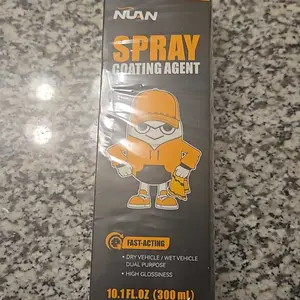 NUAN
SPRAY
COATING AGENT
FAST-ACTING
• DRY VEHICLE / WET VEHICLE
DUAL PURPOSE
• HIGH GLOSSINESS
10.1 FL.OZ (300 mL)